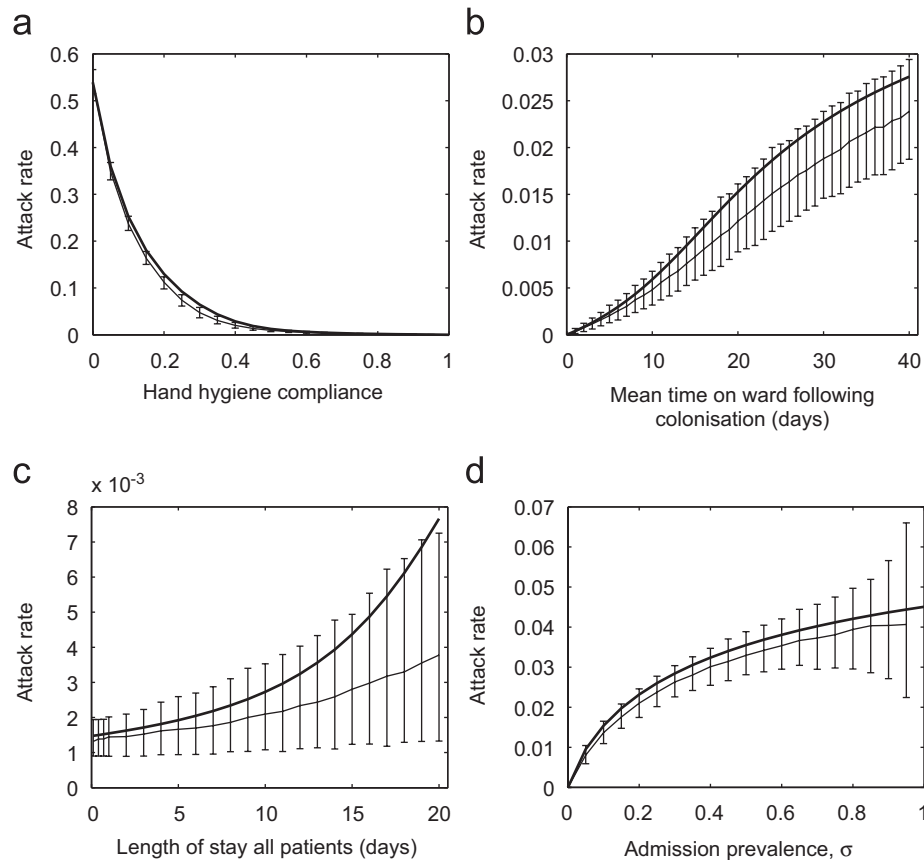 a
0.6
0.5
0.4
0.3
0.2
0.1
0
Attack rate
0 0.2 0.4 0.6 0.8 1
Hand hygiene compliance
b
0.03
0.025
0.02
0.015
0.01
0.005
0
Attack rate
0 10 20 30 40
Mean time on ward following
colonisation (days)
c
x 10-3
8
7
6
5
4
3
2
1
0
Attack rate
0 5 10 15 20
Length of stay all patients (days)
d
0.07
0.06
0.05
0.04
0.03
0.02
0.01
0
Attack rate
0 0.2 0.4 0.6 0.8 1
Admission prevalence, σ